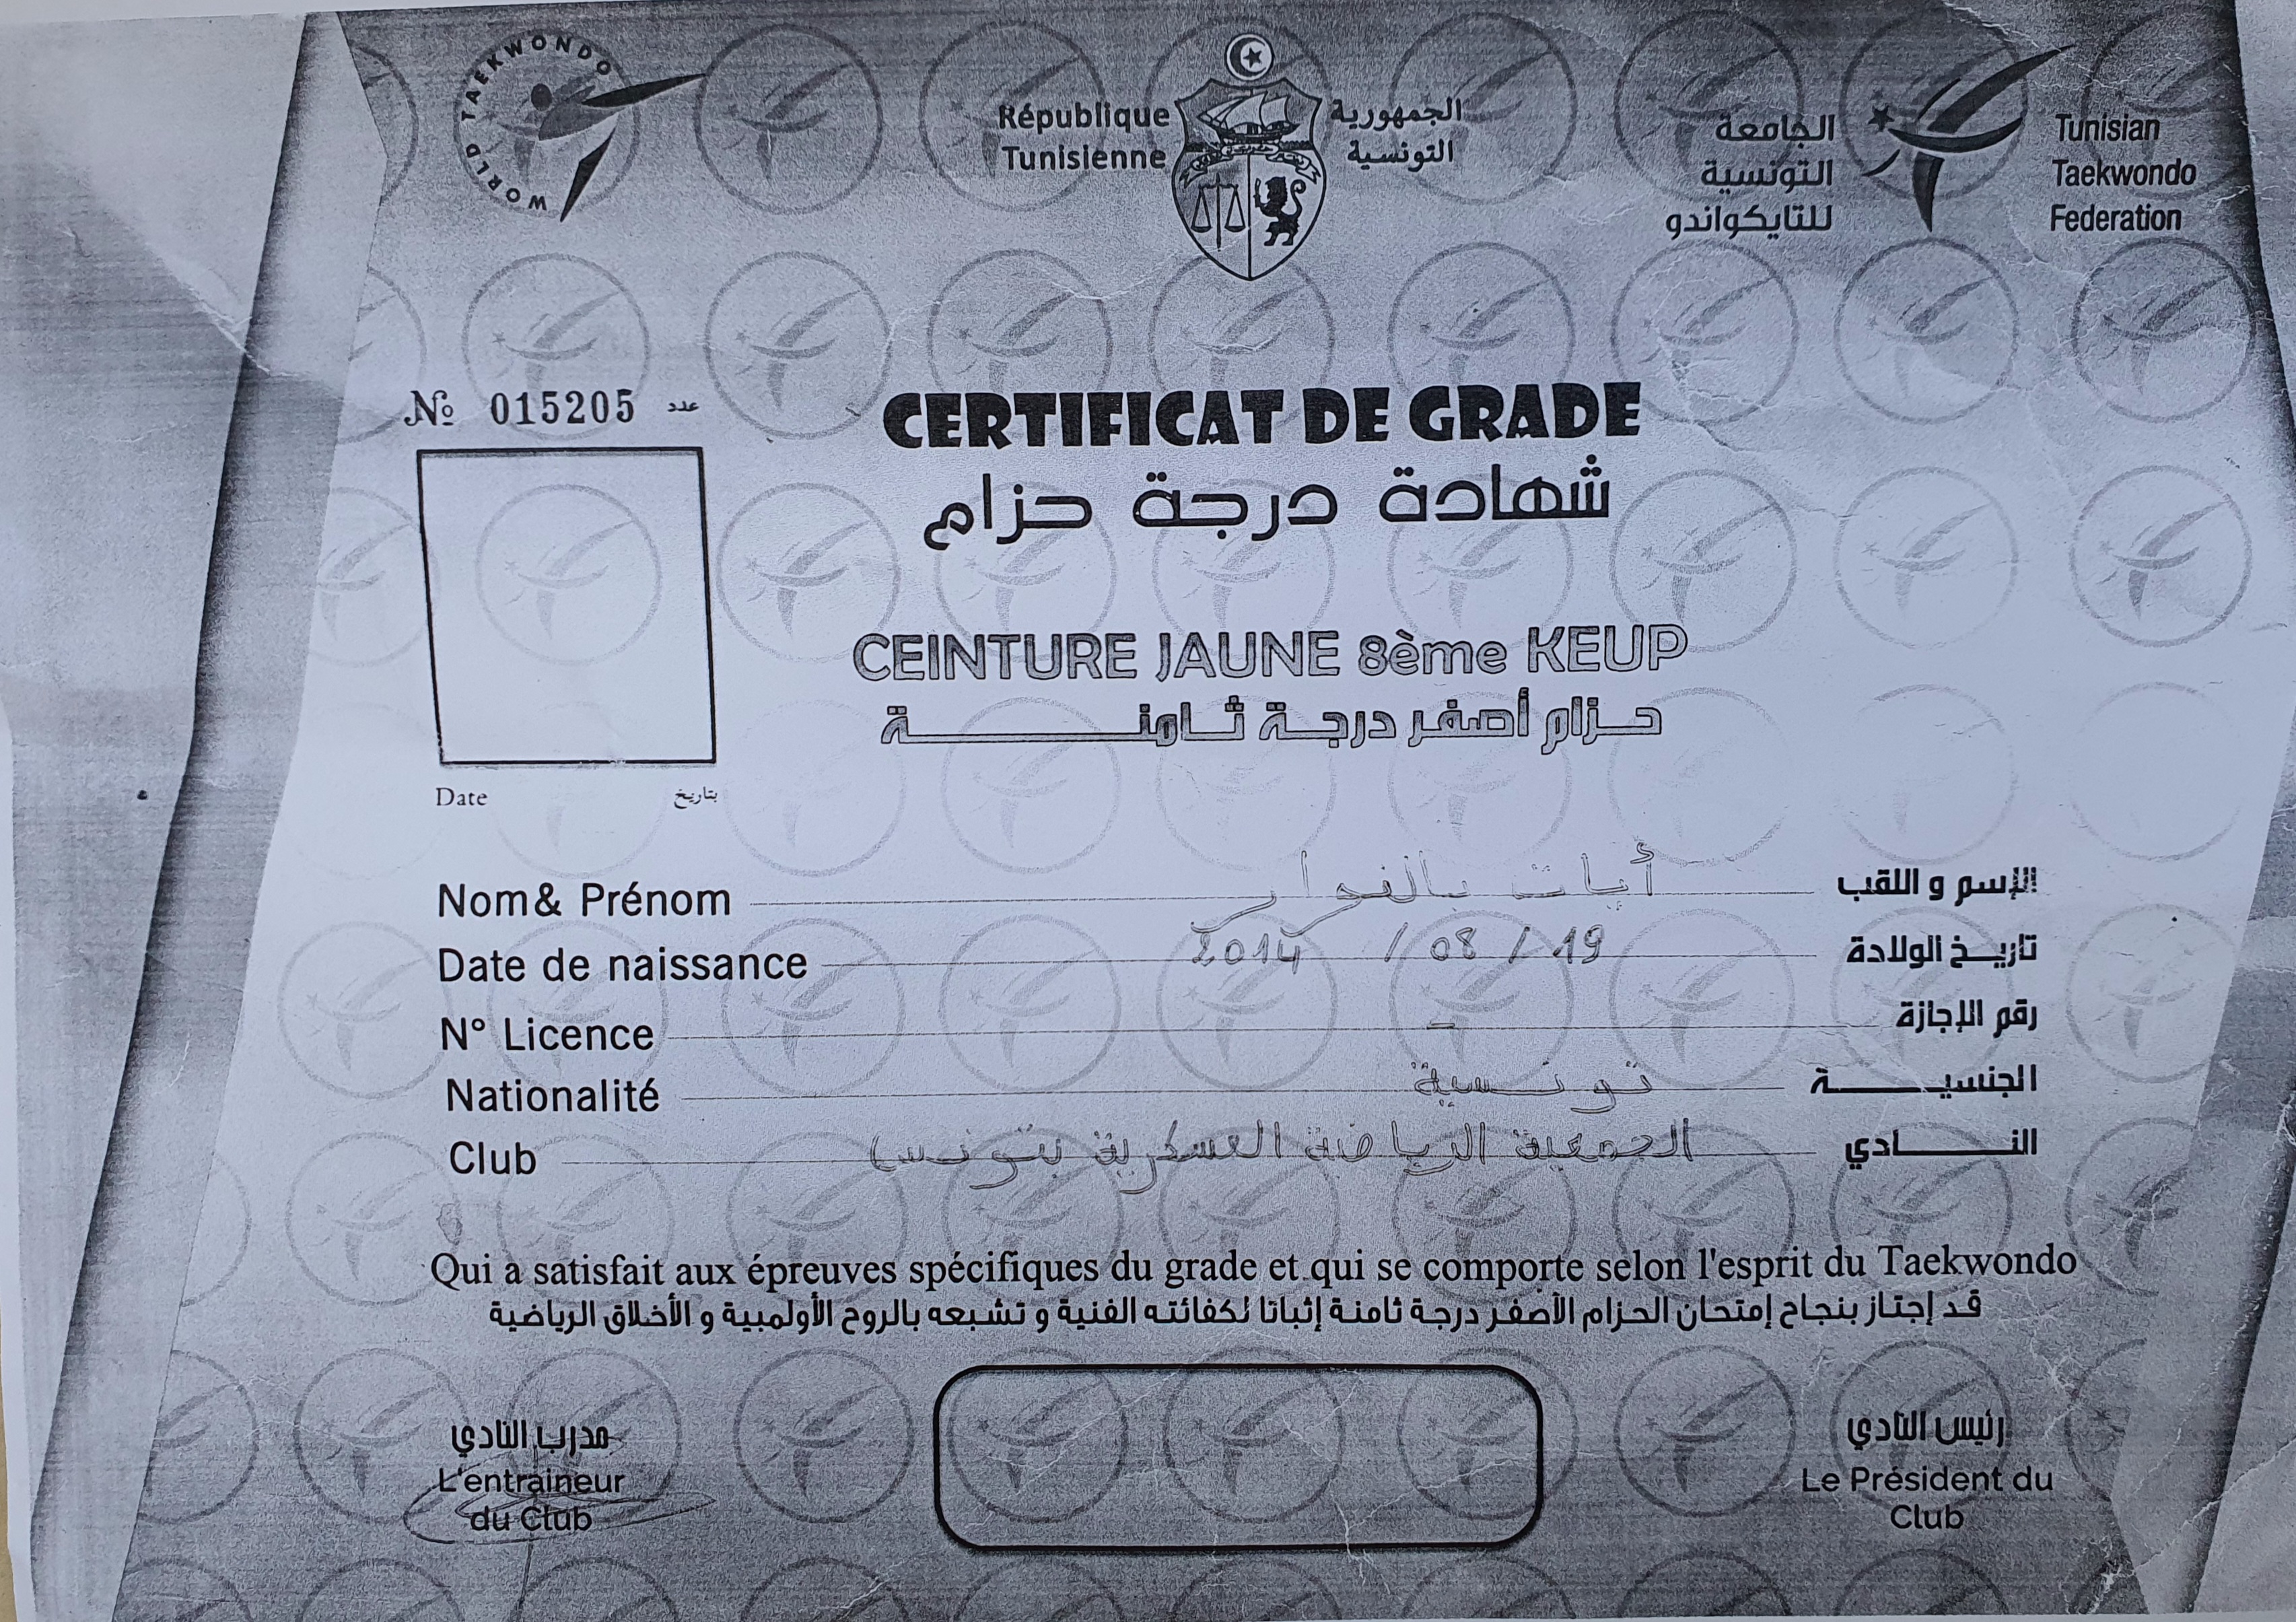 WORLD TAEKWONDO
République
Tunisienne
الجمهورية
التونسية
الجامعة
التونسية
للتايكواندو
Tunisian
Taekwondo
Federation
№ 015205 عدد
CERTIFICAT DE GRADE
شهادة درجة حزام
CEINTURE JAUNE 8ème KEUP
حزام أصفر درجة ثامنة
Date بتاريخ
Nom& Prénom أيات بالنوار الإسم و اللقب
Date de naissance 2014 / 08 / 19 تاريخ الولادة
N° Licence - رقم الإجازة
Nationalité تونسية الجنسية
Club الجمعية الرياضية العسكرية بتونس النادي
Qui a satisfait aux épreuves spécifiques du grade et qui se comporte selon l'esprit du Taekwondo
قد إجتاز بنجاح إمتحان الحزام الأصفر درجة ثامنة إثباتا لكفائته الفنية و تشبعه بالروح الأولمبية و الأخلاق الرياضية
مدرب النادي
L'entraineur
du Club
رئيس النادي
Le Président du
Club